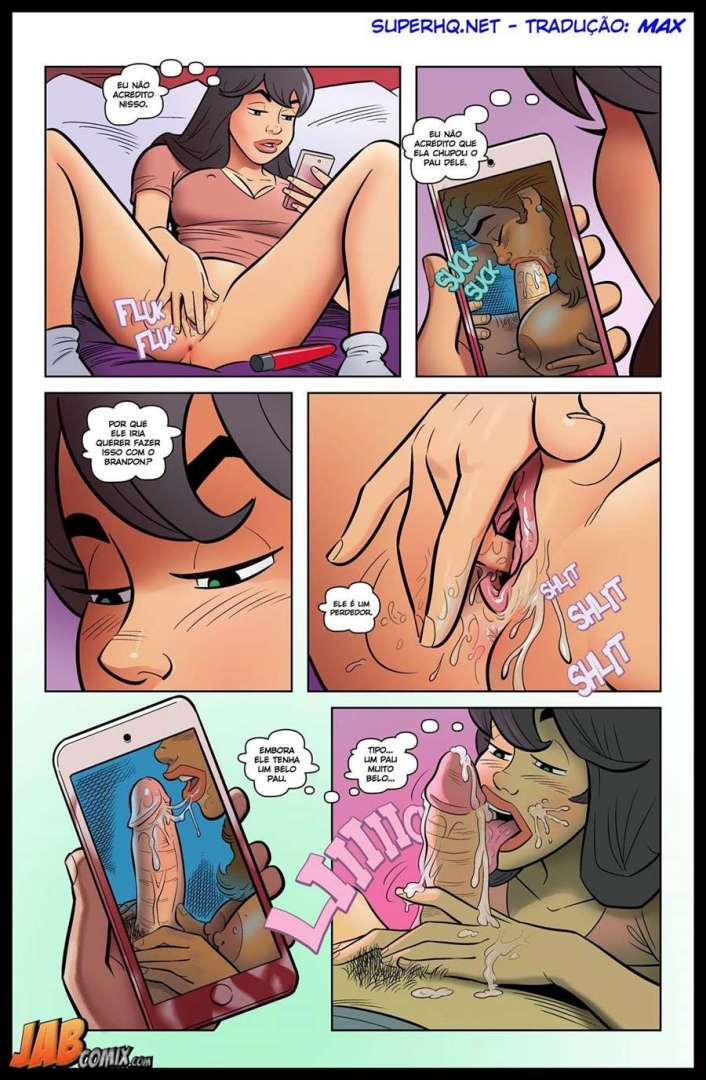 SUPERHQ.NET - TRADUÇÃO: MAX
EU NÃO
ACREDITO
NISSO.
FLUK
FLUK
EU NÃO
ACREDITO QUE
ELA CHUPOU O
PAU DELE.
SUCK
SUCK
POR QUE
ELE IRIA
QUERER FAZER
ISSO COM O
BRANDON?
ELE É UM
PERDEDOR.
SHLIT
SHLIT
SHLIT
EMBORA
ELE TENHA
UM BELO
PAU.
TIPO...
UM PAU
MUITO
BELO...
JAB
COMIX.COM